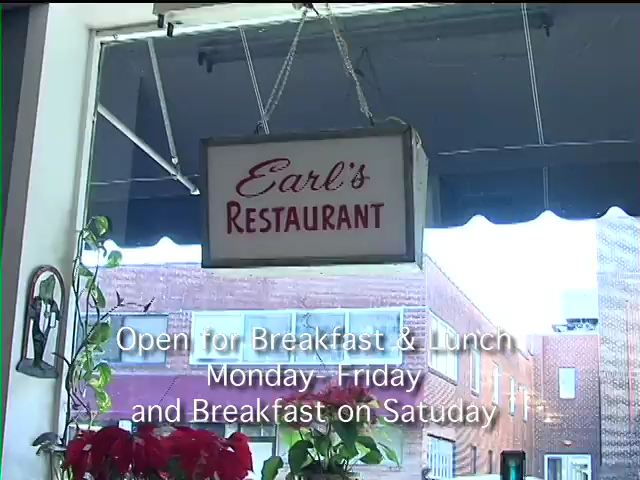 Earl's
RESTAURANT
Open for Breakfast & Lunch
Monday- Friday
and Breakfast on Satuday